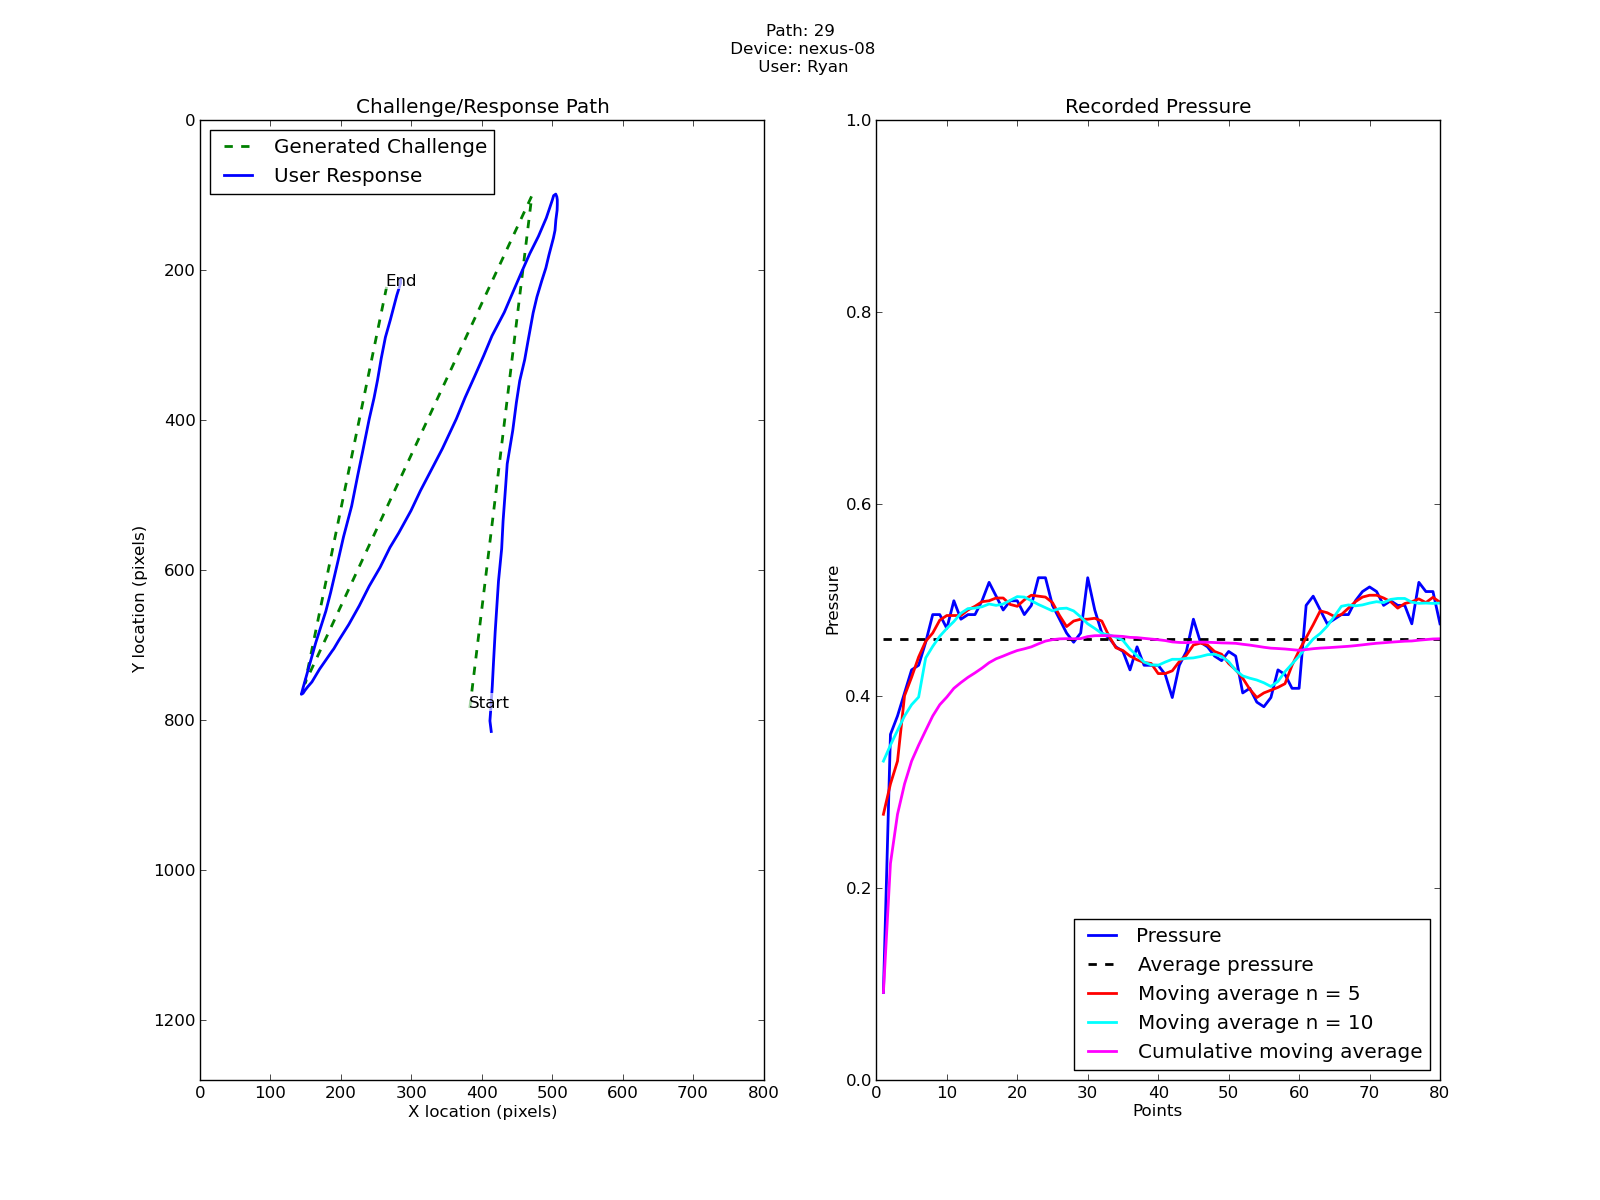 Path: 29
Device: nexus-08
User: Ryan
Challenge/Response Path
Generated Challenge
User Response
End
Start
0
200
400
600
800
1000
1200
Y location (pixels)
0 100 200 300 400 500 600 700 800
X location (pixels)
Recorded Pressure
1.0
0.8
0.6
0.4
0.2
0.0
Pressure
Pressure
Average pressure
Moving average n = 5
Moving average n = 10
Cumulative moving average
0 10 20 30 40 50 60 70 80
Points